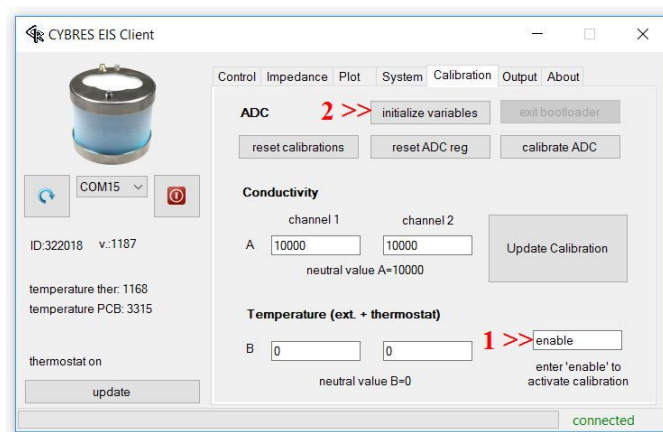 CYBRES EIS Client
Control Impedance Plot System Calibration Output About
ADC 2 >> initialize variables exit bootloader
reset calibrations reset ADC reg calibrate ADC
COM15
Conductivity
channel 1 channel 2
ID:322018 v.:1187
A 10000 10000 Update Calibration
neutral value A=10000
temperature ther: 1168
temperature PCB: 3315
Temperature (ext. + thermostat)
1 >> enable
B 0 0
thermostat on
enter 'enable' to
activate calibration
neutral value B=0
update
connected